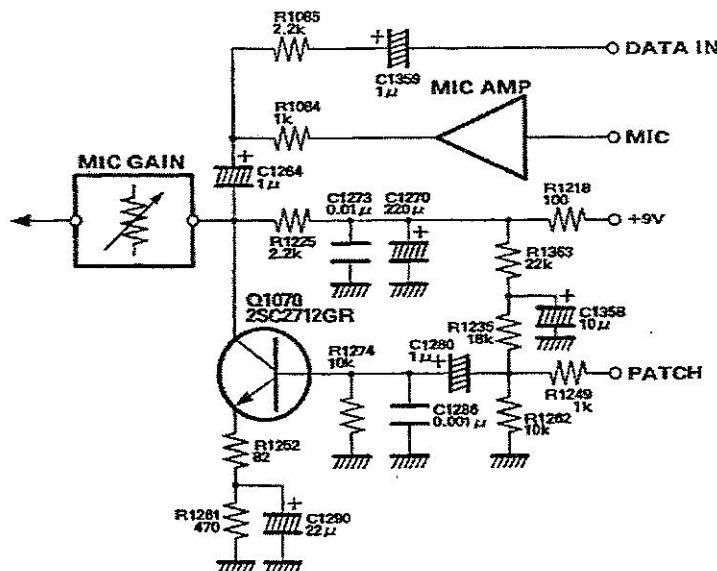 R1085
2.2k
C1359
1μ
DATA IN
MIC AMP
R1084
1k
MIC
MIC GAIN
C1264
1μ
C1273
0.01μ
C1270
220μ
R1218
100
+9V
R1225
2.2k
R1363
22k
Q1070
2SC2712GR
C1358
10μ
R1235
18k
C1280
1μ
R1274
10k
PATCH
R1249
1k
C1286
0.001μ
R1262
10k
R1252
82
R1261
470
C1290
22μ